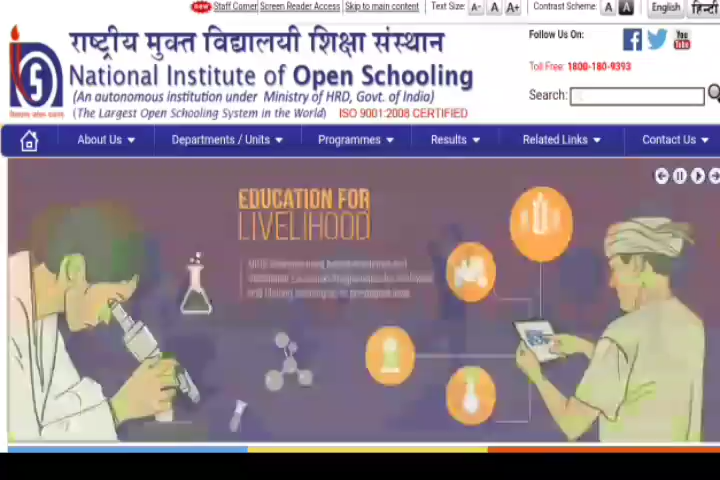 new Staff Corner Screen Reader Access Skip to main content Text Size: A- A A+ Contrast Scheme: A A English हिन्दी
राष्ट्रीय मुक्त विद्यालयी शिक्षा संस्थान
National Institute of Open Schooling
(An autonomous institution under Ministry of HRD, Govt. of India)
(The Largest Open Schooling System in the World) ISO 9001:2008 CERTIFIED
Follow Us On:
You Tube
Toll Free: 1800-180-9393
Search:
About Us Departments / Units Programmes Results Related Links Contact Us
EDUCATION FOR
LIVELIHOOD